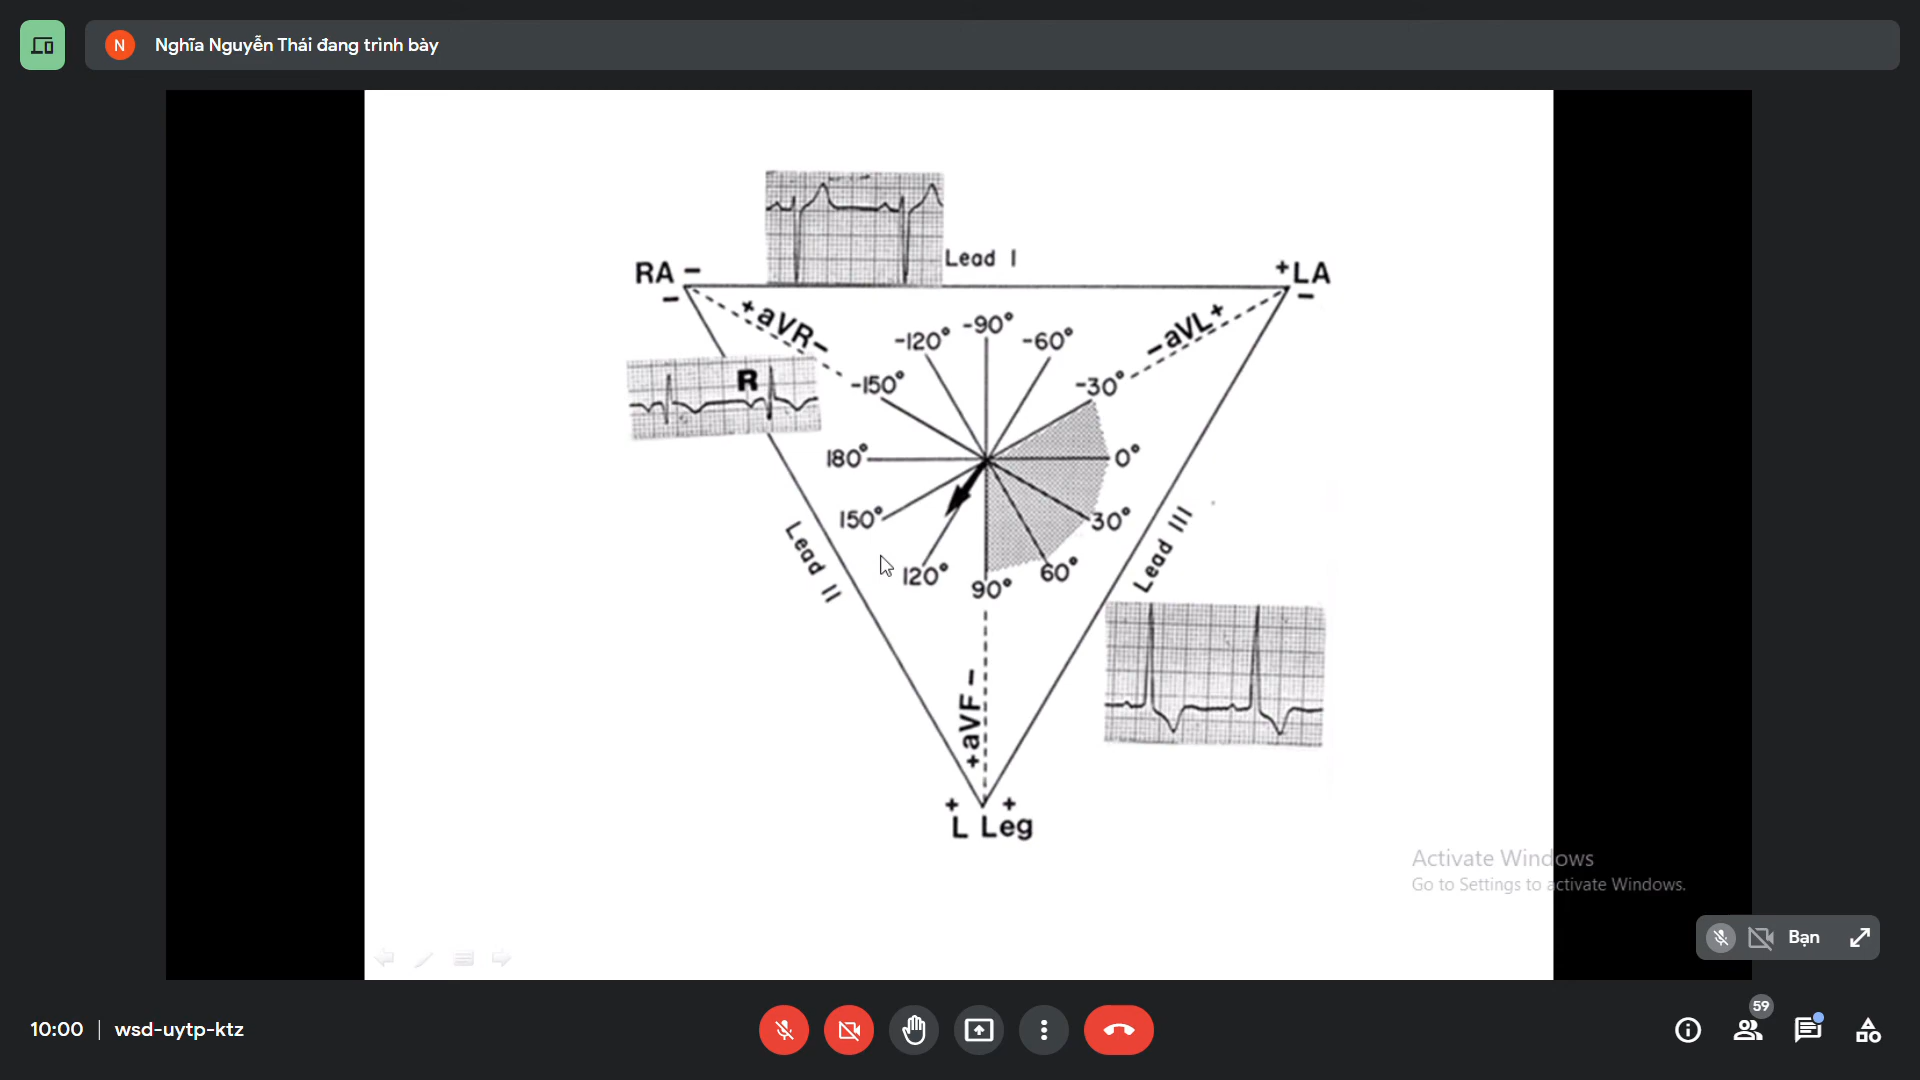 N
Nghĩa Nguyễn Thái đang trình bày
Lead I
RA −
−
+ LA
−
+ aVR −
− aVL +
-120°
-90°
-60°
-150°
-30°
R
180°
0°
150°
30°
120°
90°
60°
Lead II
Lead III
+ aVF −
+ +
L Leg
Activate Windows
Go to Settings to activate Windows.
Bạn
10:00 | wsd-uytp-ktz
59